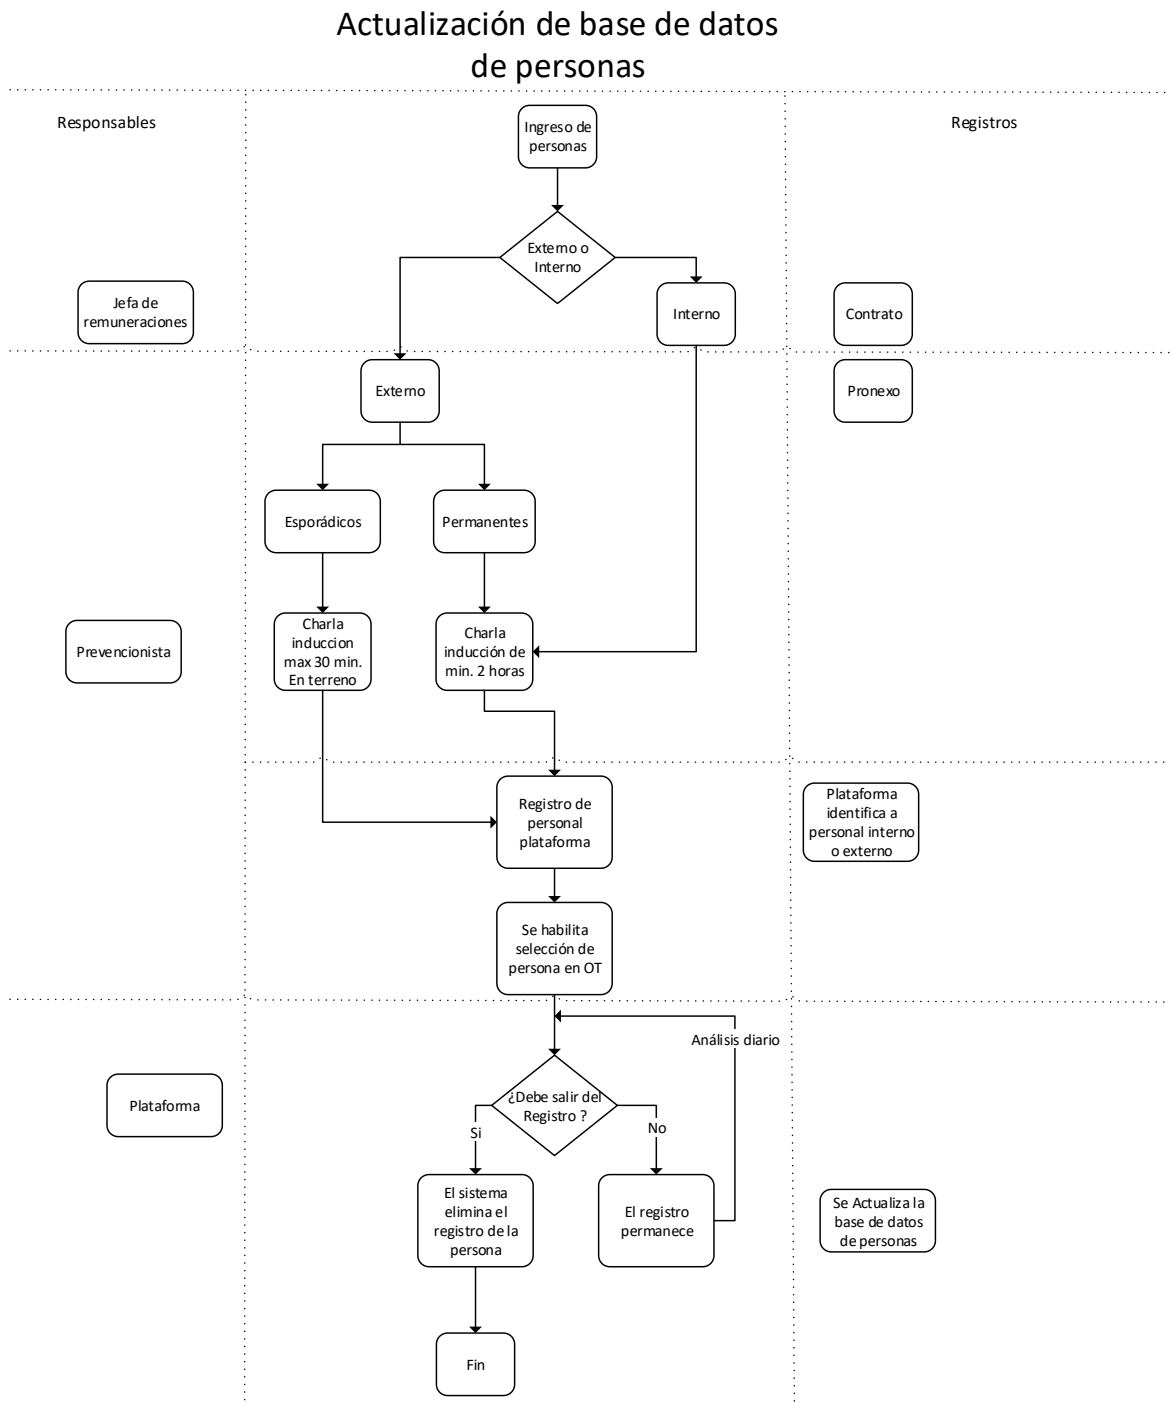 Actualización de base de datos
de personas
Responsables
Ingreso de
personas
Registros
Externo o
Interno
Jefa de
remuneraciones
Interno
Contrato
Externo
Pronexo
Esporádicos
Permanentes
Prevencionista
Charla
induccion
max 30 min.
En terreno
Charla
inducción de
min. 2 horas
Registro de
personal
plataforma
Plataforma
identifica a
personal interno
o externo
Se habilita
selección de
persona en OT
Análisis diario
Plataforma
¿Debe salir del
Registro ?
Si
No
El sistema
elimina el
registro de la
persona
El registro
permanece
Se Actualiza la
base de datos
de personas
Fin